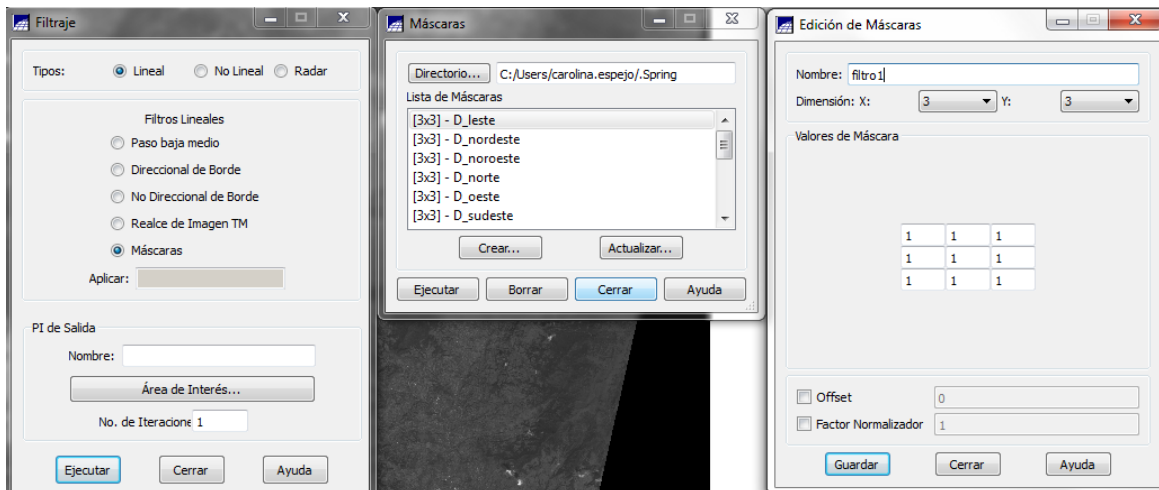 Filtraje
Tipos: Lineal No Lineal Radar
Filtros Lineales
Paso baja medio
Direccional de Borde
No Direccional de Borde
Realce de Imagen TM
Máscaras
Aplicar:
PI de Salida
Nombre:
Área de Interés...
No. de Iteracione 1
Ejecutar Cerrar Ayuda
Máscaras
Directorio... C:/Users/carolina.espejo/.Spring
Lista de Máscaras
[3x3] - D_leste
[3x3] - D_nordeste
[3x3] - D_noroeste
[3x3] - D_norte
[3x3] - D_oeste
[3x3] - D_sudeste
Crear... Actualizar...
Ejecutar Borrar Cerrar Ayuda
Edición de Máscaras
Nombre: filtro1
Dimensión: X: 3 Y: 3
Valores de Máscara
1 1 1
1 1 1
1 1 1
Offset 0
Factor Normalizador 1
Guardar Cerrar Ayuda